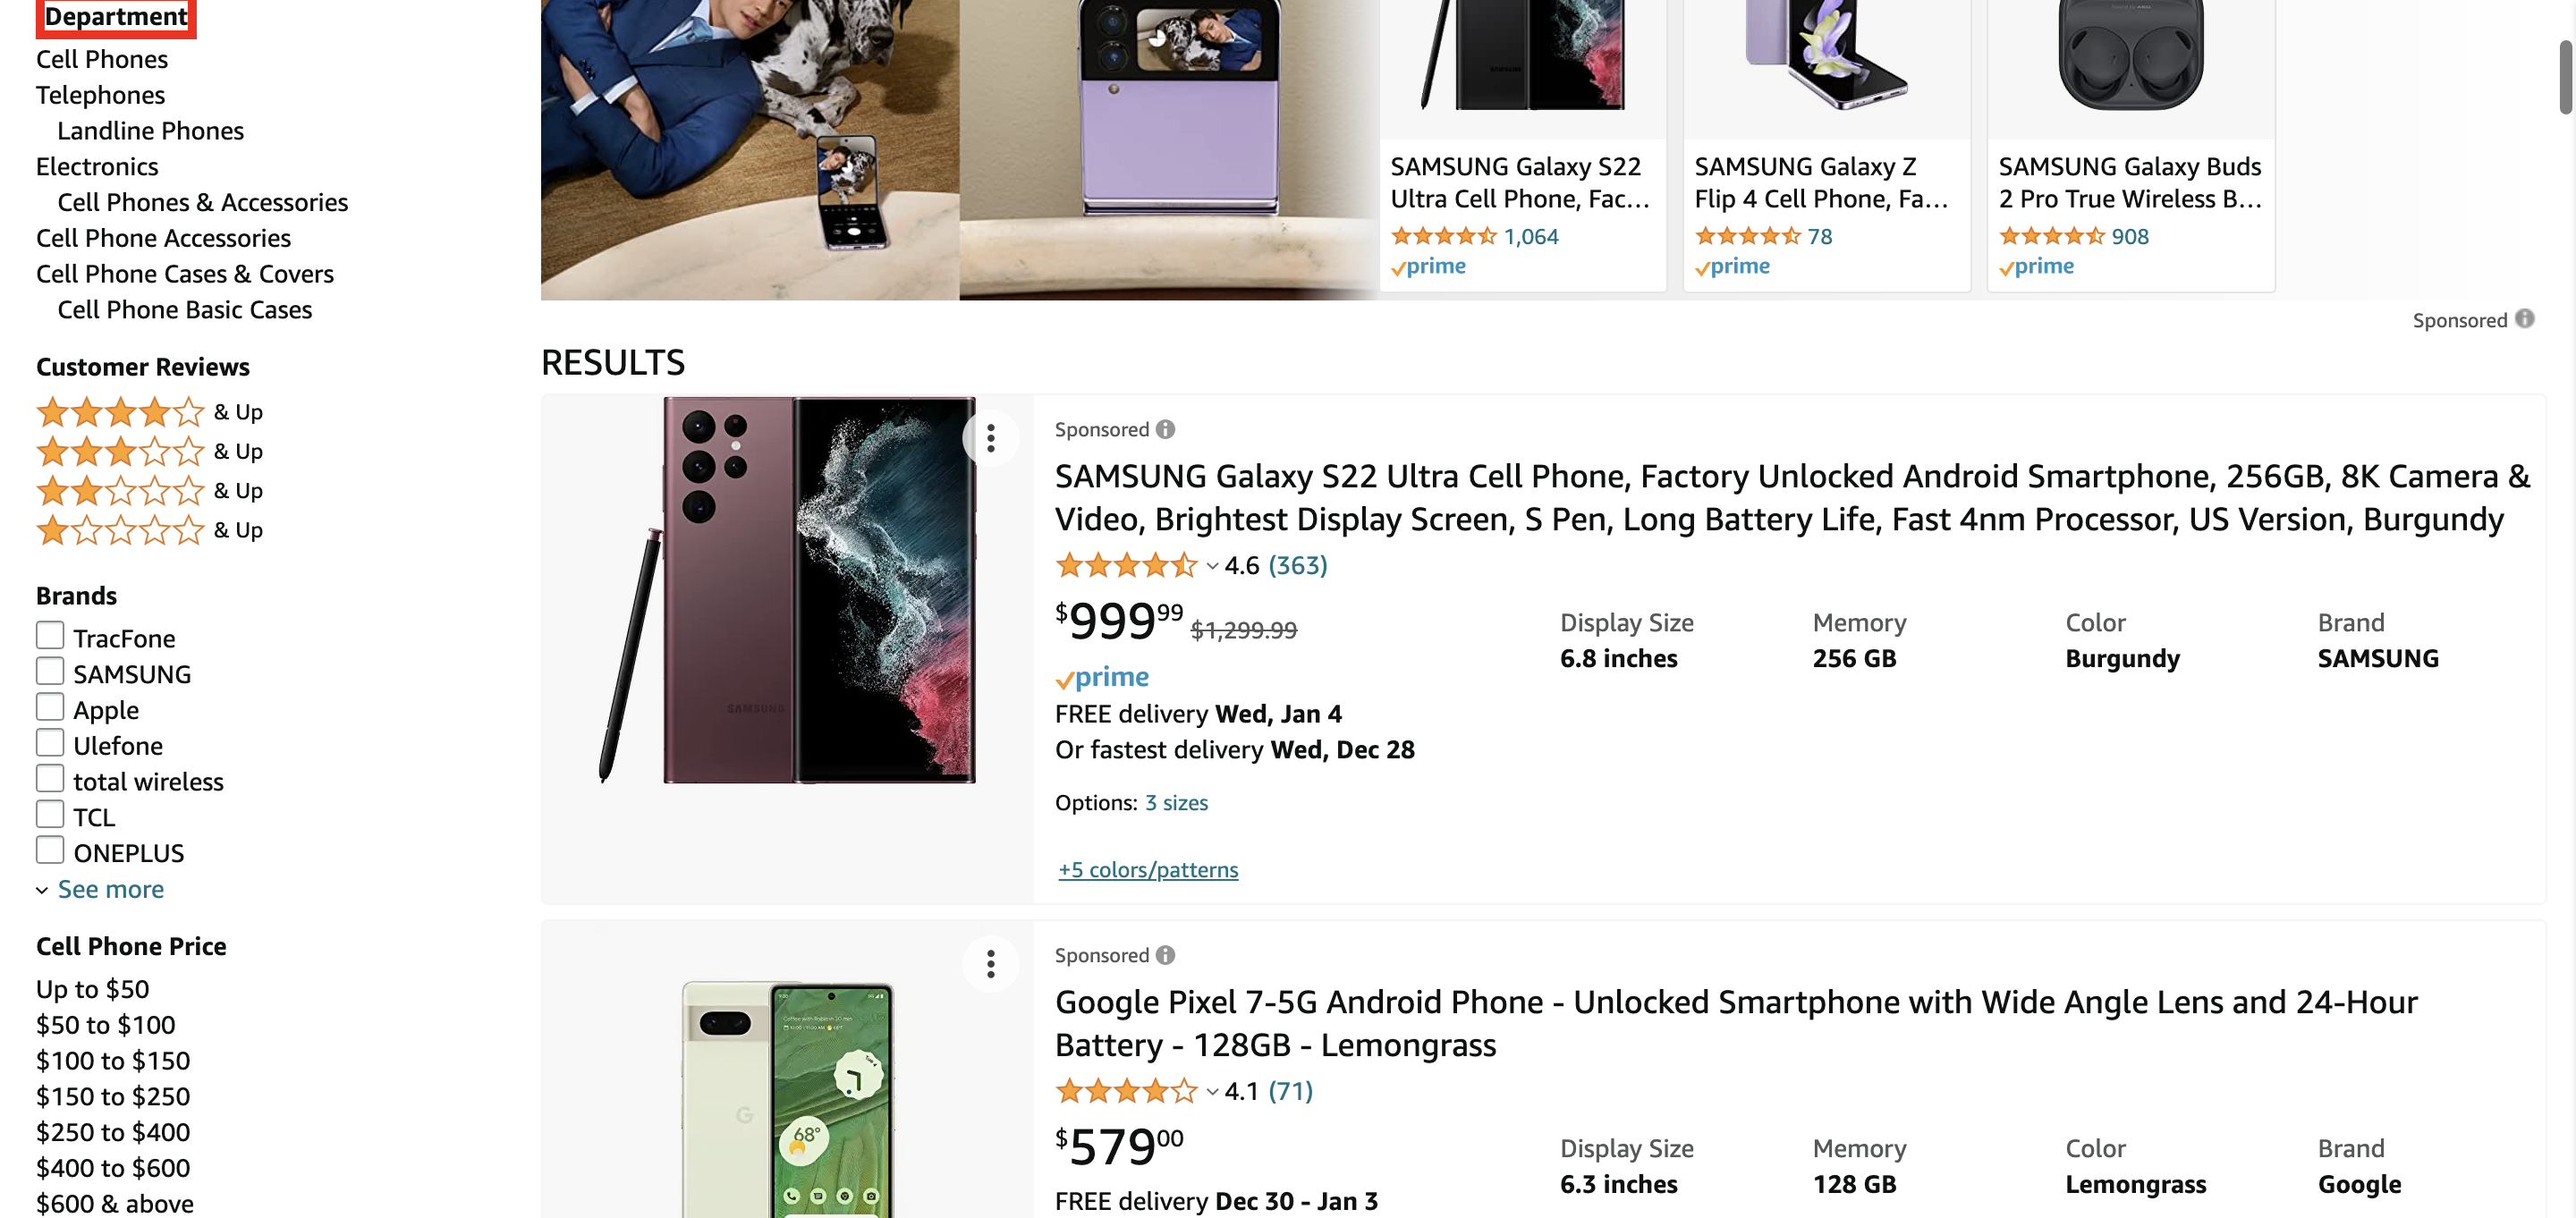 Department
Cell Phones
Telephones
Landline Phones
Electronics
Cell Phones & Accessories
Cell Phone Accessories
Cell Phone Cases & Covers
Cell Phone Basic Cases
Customer Reviews
& Up
& Up
& Up
& Up
Brands
TracFone
SAMSUNG
Apple
Ulefone
total wireless
TCL
ONEPLUS
See more
Cell Phone Price
Up to $50
$50 to $100
$100 to $150
$150 to $250
$250 to $400
$400 to $600
$600 & above
SAMSUNG Galaxy S22
Ultra Cell Phone, Fac...
1,064
prime
SAMSUNG Galaxy Z
Flip 4 Cell Phone, Fa...
78
prime
SAMSUNG Galaxy Buds
2 Pro True Wireless B...
908
prime
Sponsored
RESULTS
SAMSUNG
Sponsored
SAMSUNG Galaxy S22 Ultra Cell Phone, Factory Unlocked Android Smartphone, 256GB, 8K Camera &
Video, Brightest Display Screen, S Pen, Long Battery Life, Fast 4nm Processor, US Version, Burgundy
4.6 (363)
$999 99 $1,299.99
prime
FREE delivery Wed, Jan 4
Or fastest delivery Wed, Dec 28
Options: 3 sizes
+5 colors/patterns
Display Size Memory Color Brand
6.8 inches 256 GB Burgundy SAMSUNG
68°
G
Sponsored
Google Pixel 7-5G Android Phone - Unlocked Smartphone with Wide Angle Lens and 24-Hour
Battery - 128GB - Lemongrass
4.1 (71)
$579 00
FREE delivery Dec 30 - Jan 3
Display Size Memory Color Brand
6.3 inches 128 GB Lemongrass Google